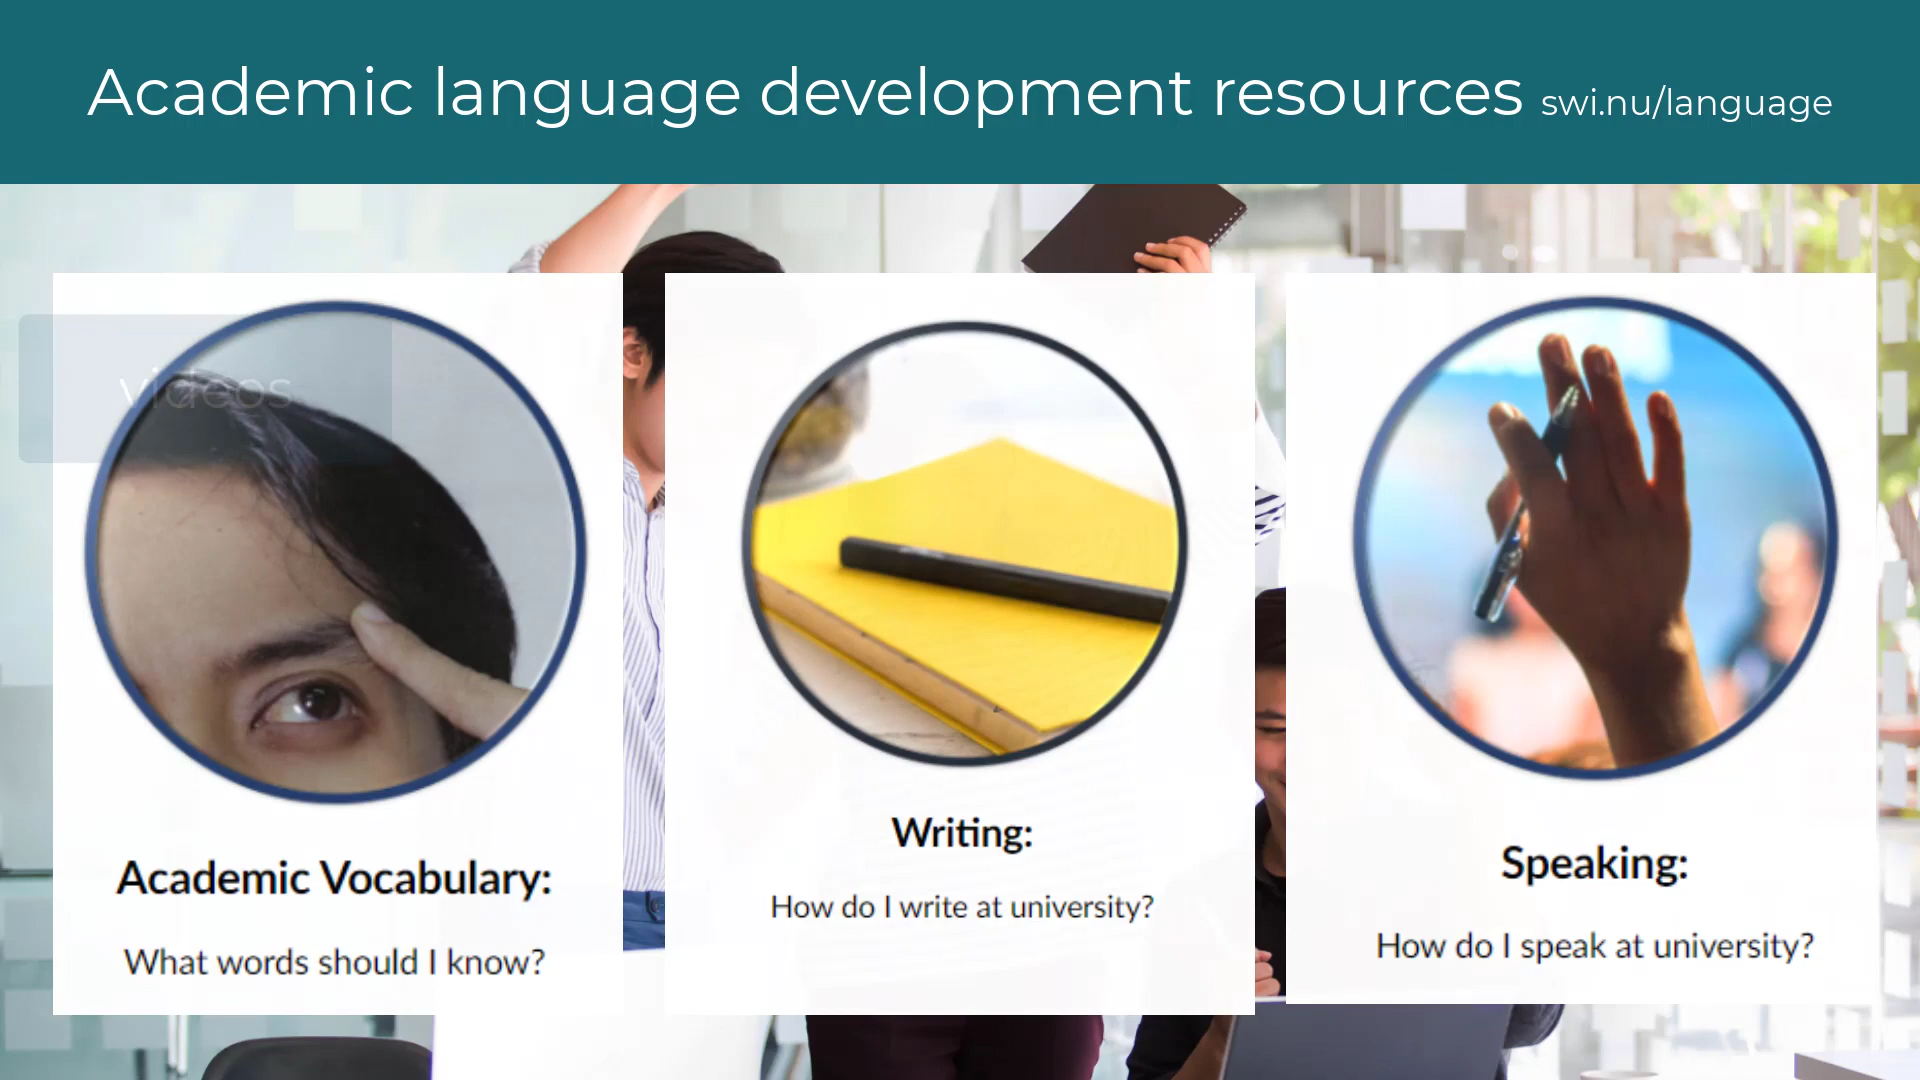 Academic language development resources swi.nu/language
videos
Academic Vocabulary:
What words should I know?
Writing:
How do I write at university?
Speaking:
How do I speak at university?